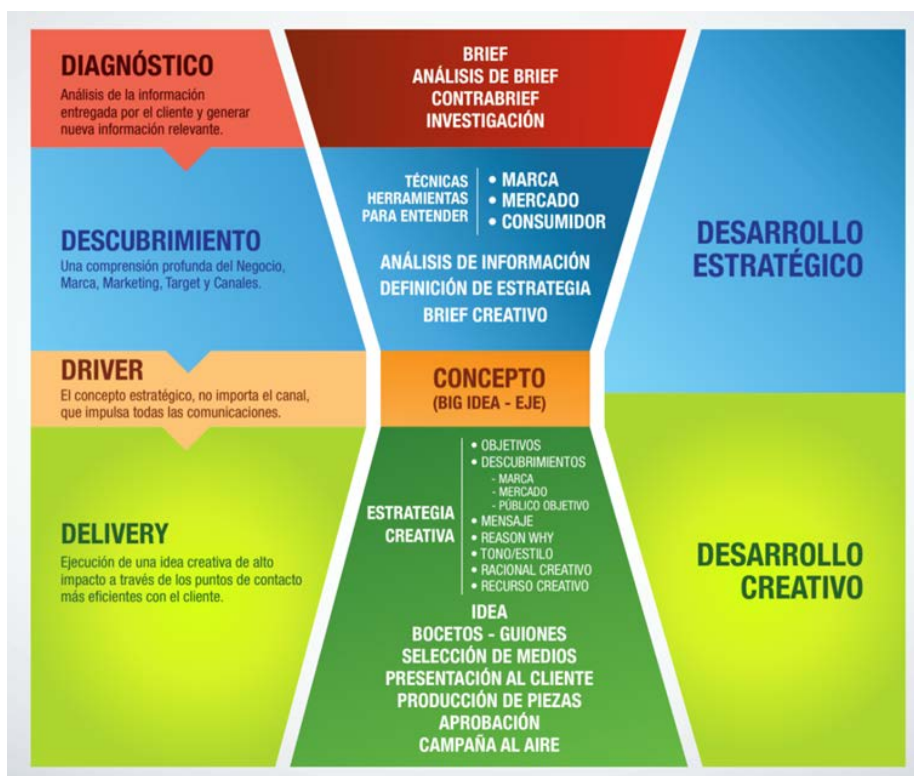 DIAGNÓSTICO
Análisis de la información
entregada por el cliente y generar
nueva información relevante.
BRIEF
ANÁLISIS DE BRIEF
CONTRABRIEF
INVESTIGACIÓN
DESCUBRIMIENTO
Una comprensión profunda del Negocio,
Marca, Marketing, Target y Canales.
TÉCNICAS
HERRAMIENTAS
PARA ENTENDER
• MARCA
• MERCADO
• CONSUMIDOR
ANÁLISIS DE INFORMACIÓN
DEFINICIÓN DE ESTRATEGIA
BRIEF CREATIVO
DESARROLLO
ESTRATÉGICO
DRIVER
El concepto estratégico, no importa el canal,
que impulsa todas las comunicaciones.
CONCEPTO
(BIG IDEA - EJE)
DELIVERY
Ejecución de una idea creativa de alto
impacto a través de los puntos de contacto
más eficientes con el cliente.
ESTRATEGIA
CREATIVA
• OBJETIVOS
• DESCUBRIMIENTOS
- MARCA
- MERCADO
- PÚBLICO OBJETIVO
• MENSAJE
• REASON WHY
• TONO/ESTILO
• RACIONAL CREATIVO
• RECURSO CREATIVO
IDEA
BOCETOS - GUIONES
SELECCIÓN DE MEDIOS
PRESENTACIÓN AL CLIENTE
PRODUCCIÓN DE PIEZAS
APROBACIÓN
CAMPAÑA AL AIRE
DESARROLLO
CREATIVO